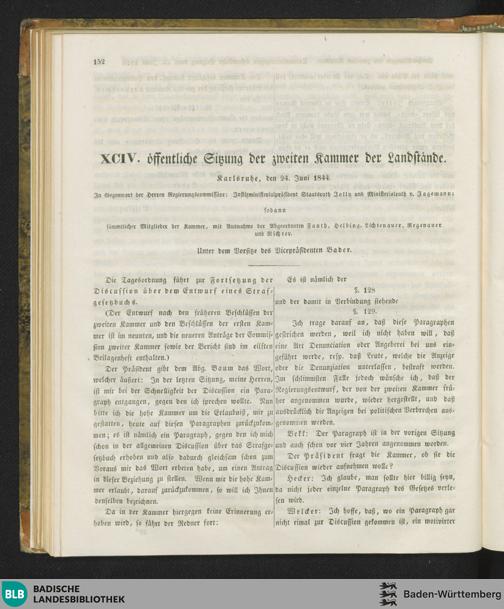 152
XCIV. öffentliche Sitzung der zweiten Kammer der Landstände.
Karlsruhe, den 24. Juni 1844.
In Gegenwart der Herren Regierungskommissäre: Justizministerialpräsident Staatsrath Jolly und Ministerialrath v. Jagemann;
sodann
sämmtlicher Mitglieder der Kammer, mit Ausnahme der Abgeordneten Fauth, Helbing, Lichtenauer, Regenauer
und Richter.
Unter dem Vorsitze des Vicepräsidenten Bader.
Die Tagesordnung führt zur Fortsetzung der
Discussion über dem Entwurf eines Straf-
gesetzbuchs.
(Der Entwurf nach den früheren Beschlüssen der
zweiten Kammer und den Beschlüssen der ersten Kam-
mer ist im neunten, und die neueren Anträge der Commis-
sion zweiter Kammer sowie der Bericht sind im eilften
Beilagenheft enthalten.)
Der Präsident gibt dem Abg. Baum das Wort,
welcher äußert: In der letzten Sitzung, meine Herren,
ist mir bei der Schnelligkeit der Discussion ein Para-
graph entgangen, gegen den ich sprechen wollte. Nun
bitte ich die hohe Kammer um die Erlaubniß, mir zu
gestatten, heute auf diesen Paragraphen zurückzukom-
men; es ist nämlich ein Paragraph, gegen den ich mich
schon in der allgemeinen Discussion über das Strafge-
setzbuch erhoben und also dadurch gleichsam schon zum
Voraus mir das Wort erbeten habe, um einen Antrag
in dieser Beziehung zu stellen. Wenn mir die hohe Kam-
mer erlaubt, darauf zurückzukommen, so will ich Ihnen
denselben bezeichnen.
Da in der Kammer hiergegen keine Erinnerung er-
hoben wird, so fährt der Redner fort:
Es ist nämlich der
§. 128
und der damit in Verbindung stehende
§. 129.
Ich trage darauf an, daß diese Paragraphen
gestrichen werden, weil ich nicht haben will, daß
eine Art Denunciation oder Angeberei bei uns ein-
geführt werde, resp. daß Leute, welche die Anzeige
oder die Denunciation unterlassen, bestraft werden.
Im schlimmsten Falle jedoch wünsche ich, daß der
Regierungsentwurf, der von der zweiten Kammer frü-
her angenommen wurde, wieder hergestellt, und daß
ausdrücklich die Anzeigen bei politischen Verbrechen aus-
genommen werden.
Bekk: Der Paragraph ist in der vorigen Sitzung
und auch schon vor vier Jahren angenommen worden.
Der Präsident fragt die Kammer, ob sie die
Discussion wieder aufnehmen wolle?
Hecker: Ich glaube, man sollte hier billig seyn,
da nicht jeder einzelne Paragraph des Gesetzes verle-
sen wird.
Welcker: Ich hoffe, daß, wo ein Paragraph gar
nicht einmal zur Discussion gekommen ist, ein motivirter
BLB
BADISCHE
LANDESBIBLIOTHEK
Baden-Württemberg